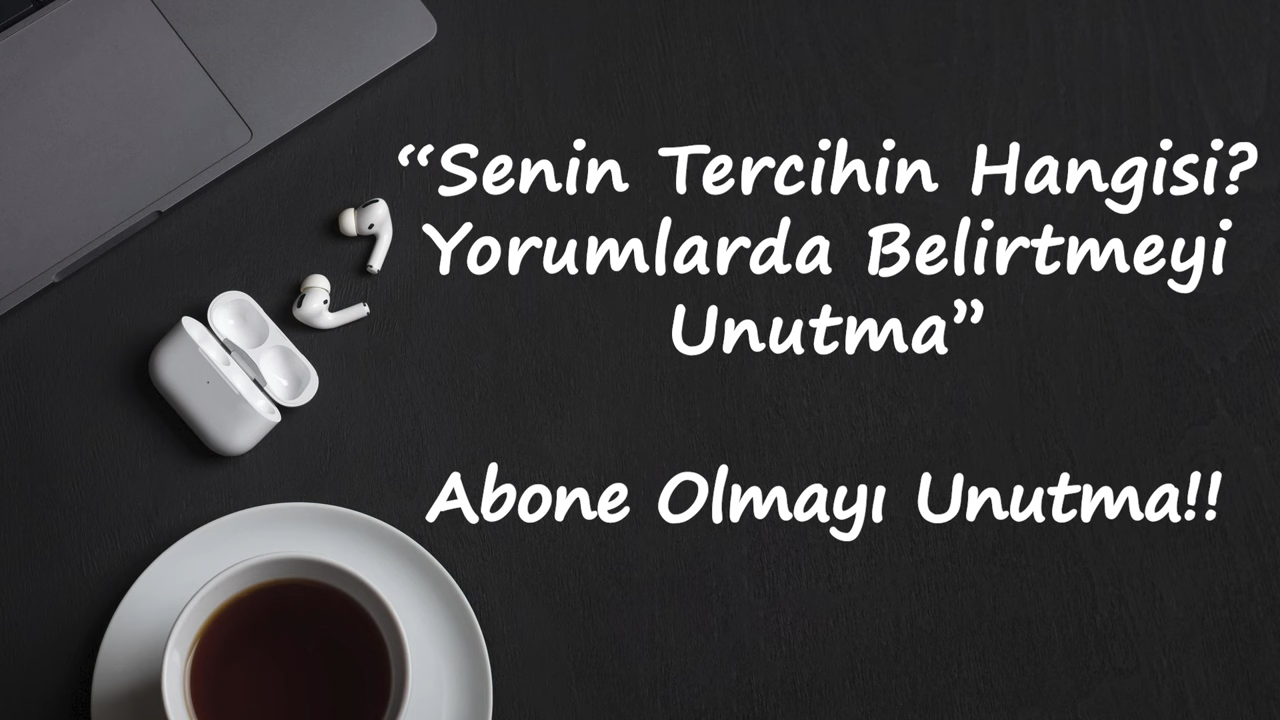 “Senin Tercihin Hangisi?
Yorumlarda Belirtmeyi
Unutma”
Abone Olmayı Unutma!!